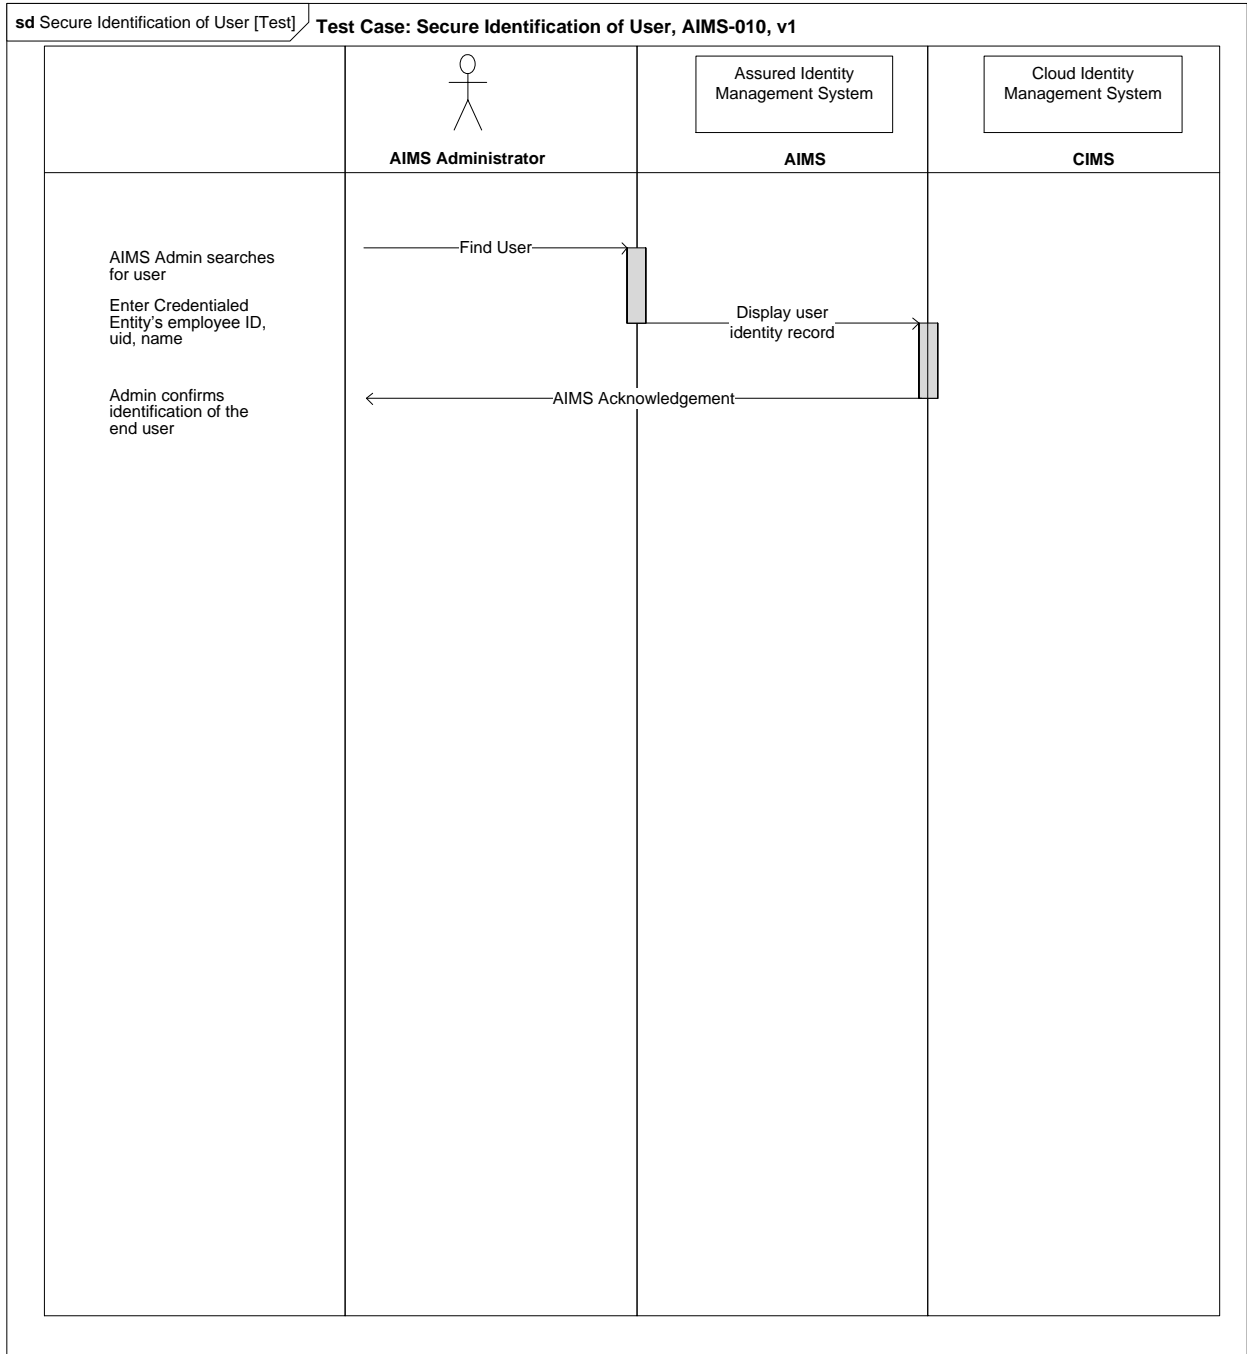 sd Secure Identification of User [Test]
Test Case: Secure Identification of User, AIMS-010, v1
AIMS Administrator
Assured Identity
Management System
AIMS
Cloud Identity
Management System
CIMS
AIMS Admin searches
for user
Enter Credentialed
Entity's employee ID,
uid, name
Find User
Display user
identity record
Admin confirms
identification of the
end user
AIMS Acknowledgement